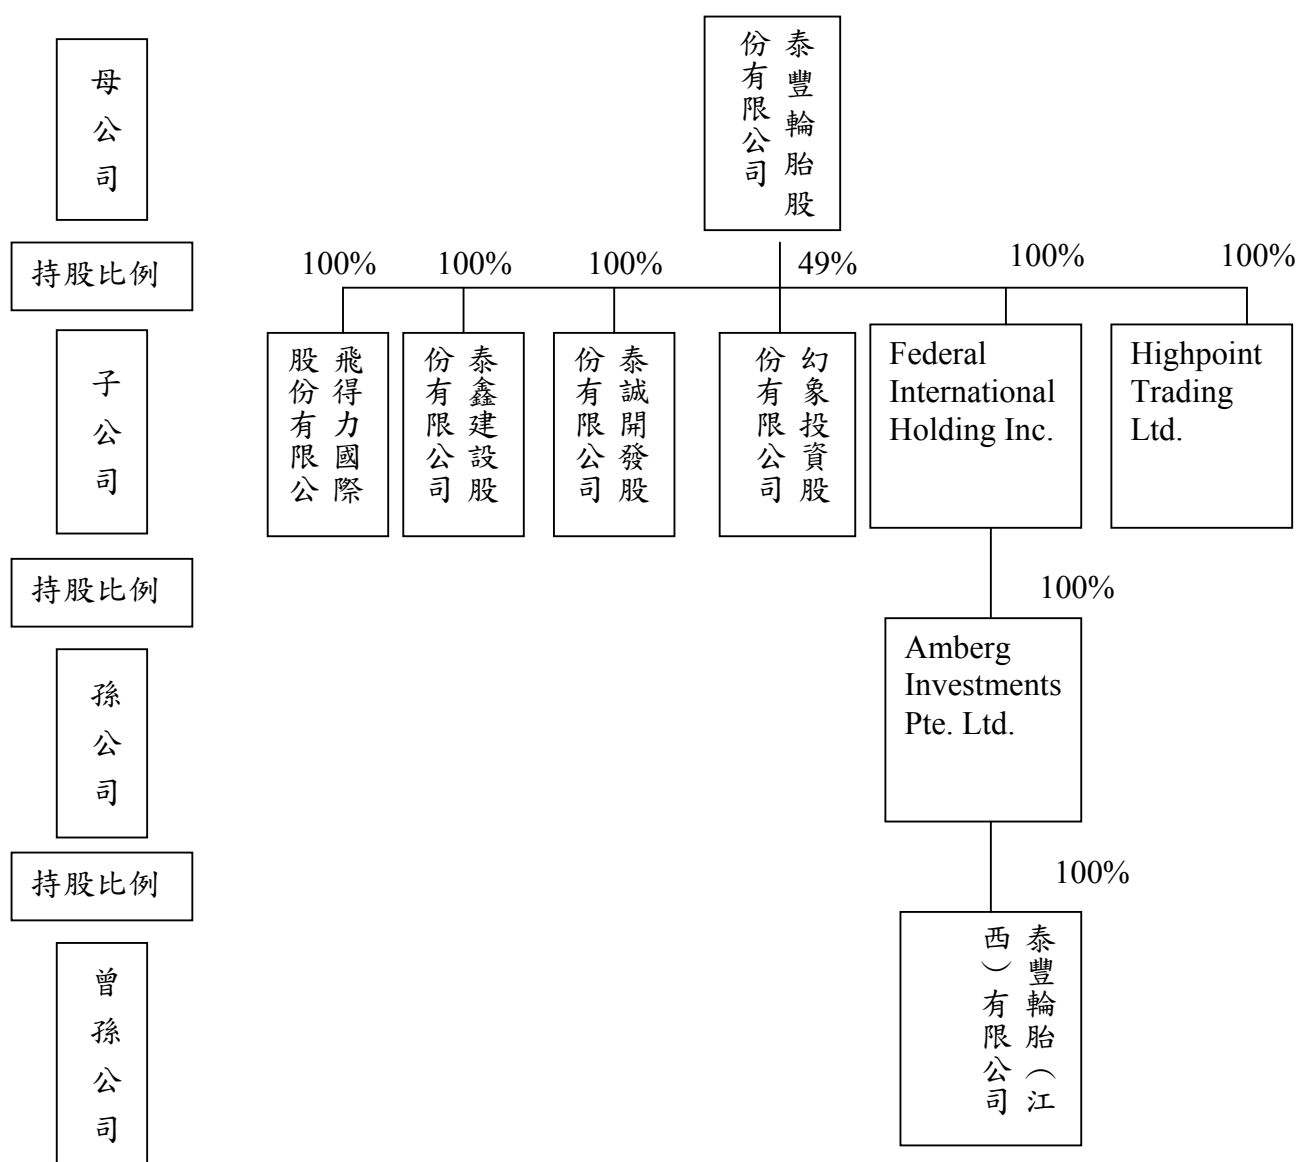 母公司
泰豐輪胎股
份有限公司
持股比例
100%
100%
100%
49%
100%
100%
子公司
飛得力國際
股份有限公
泰鑫建設股
份有限公司
泰誠開發股
份有限公司
幻象投資股
份有限公司
Federal
International
Holding Inc.
Highpoint
Trading
Ltd.
持股比例
100%
孫公司
Amberg
Investments
Pte. Ltd.
持股比例
100%
曾孫公司
泰豐輪胎（江
西）有限公司